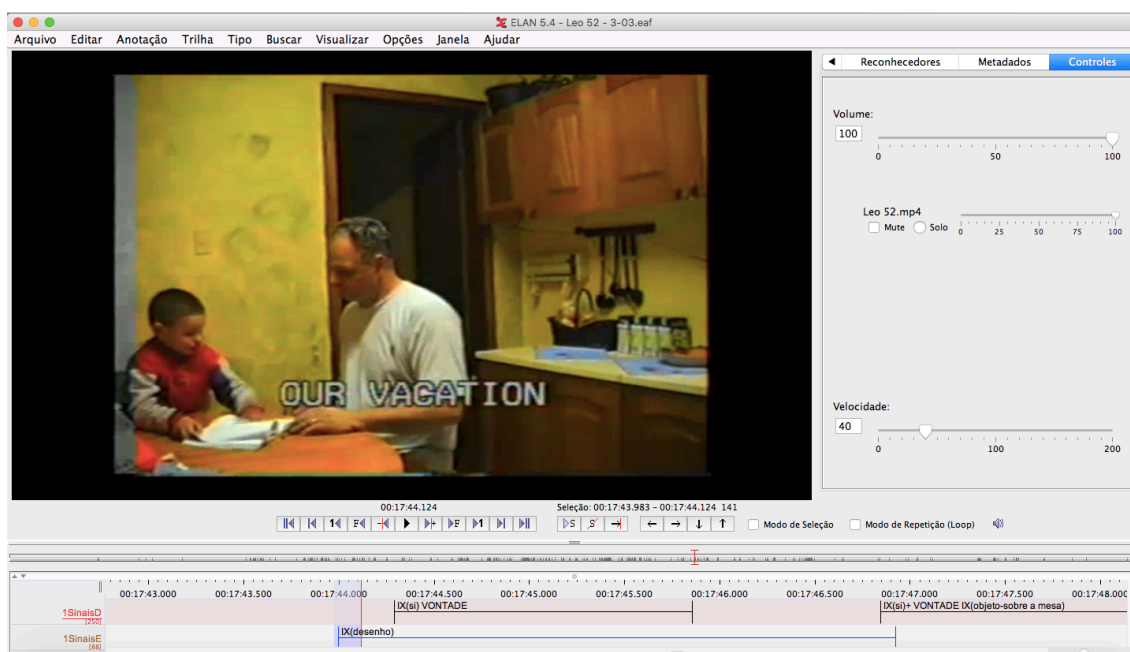 ELAN 5.4 - Leo 52 - 3-03.eaf
Arquivo Editar Anotação Trilha Tipo Buscar Visualizar Opções Janela Ajudar
Reconhecedores Metadados Controles
Volume:
100
0 50 100
Leo 52.mp4
Mute Solo 0 25 50 75 100
OUR VACATION
Velocidade:
40
0 100 200
00:17:44.124 Seleção: 00:17:43.983 - 00:17:44.124 141
1 F + F 1 S S Modo de Seleção Modo de Repetição (Loop)
00:17:43.000 00:17:43.500 00:17:44.000 00:17:44.500 00:17:45.000 00:17:45.500 00:17:46.000 00:17:46.500 00:17:47.000 00:17:47.500 00:17:48.000
1SinaisD IX(si) VONTADE IX(si)+ VONTADE IX(objeto-sobre a mesa)
[250]
1SinaisE IX(desenho)
[88]